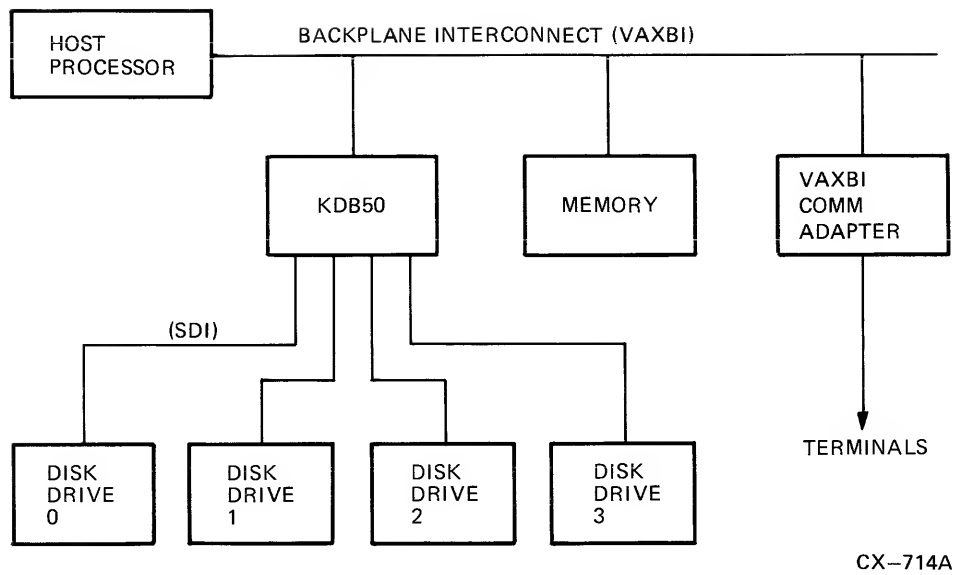 HOST
PROCESSOR
BACKPLANE INTERCONNECT (VAXBI)
KDB50
MEMORY
VAXBI
COMM
ADAPTER
(SDI)
DISK
DRIVE
0
DISK
DRIVE
1
DISK
DRIVE
2
DISK
DRIVE
3
TERMINALS
CX–714A